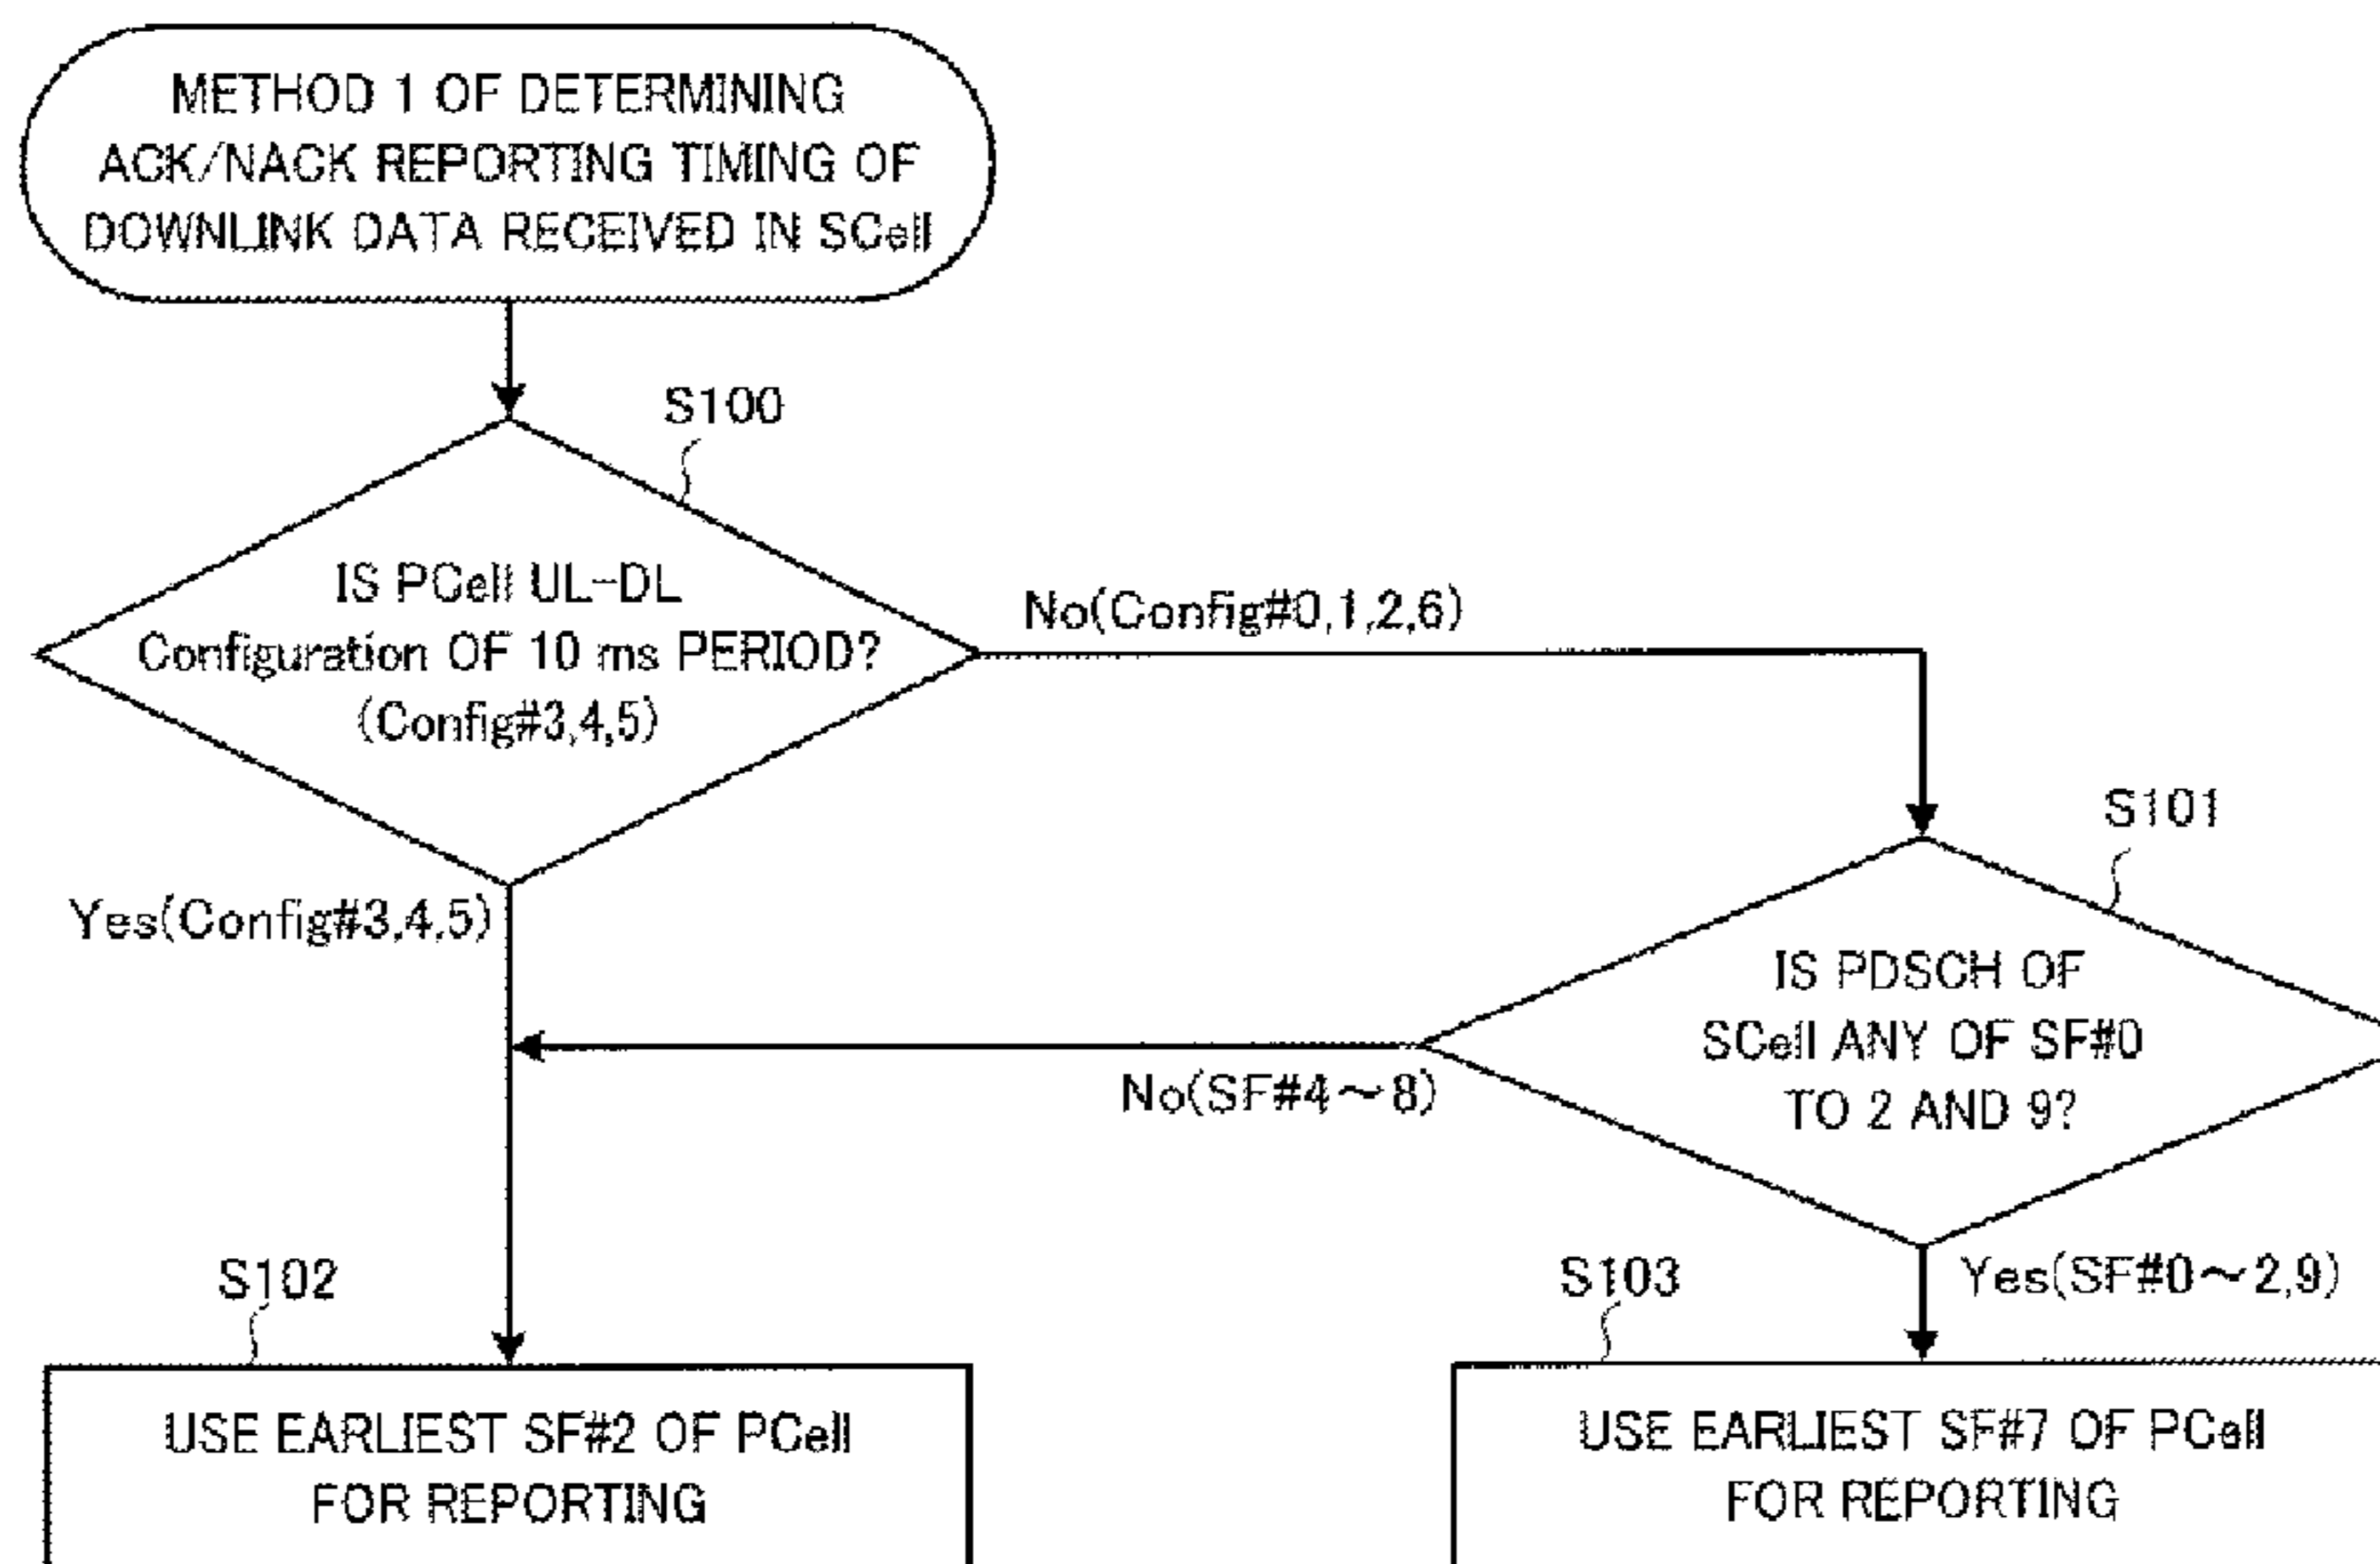 METHOD 1 OF DETERMINING
ACK/NACK REPORTING TIMING OF
DOWNLINK DATA RECEIVED IN SCell
S100
IS PCell UL-DL
Configuration OF 10 ms PERIOD?
(Config#3,4,5)
No(Config#0,1,2,6)
Yes(Config#3,4,5)
S101
IS PDSCH OF
SCell ANY OF SF#0
TO 2 AND 9?
No(SF#4～8)
Yes(SF#0～2,9)
S102
USE EARLIEST SF#2 OF PCell
FOR REPORTING
S103
USE EARLIEST SF#7 OF PCell
FOR REPORTING